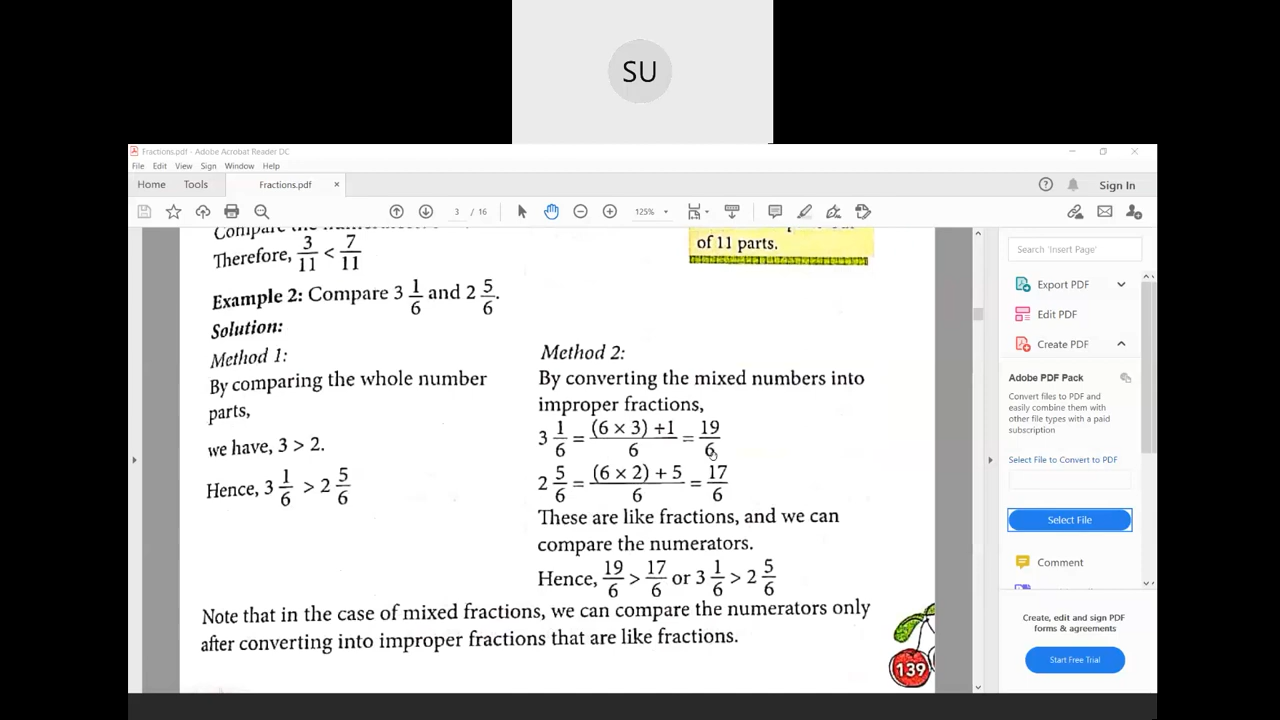 SU
Fractions.pdf - Adobe Acrobat Reader DC
File Edit View Sign Window Help
Home Tools Fractions.pdf × Sign In
3 / 16 125%
of 11 parts.
Therefore, 3/11 < 7/11
Example 2: Compare 3 1/6 and 2 5/6.
Solution:
Method 1:
By comparing the whole number
parts,
we have, 3 > 2.
Hence, 3 1/6 > 2 5/6
Method 2:
By converting the mixed numbers into
improper fractions,
3 1/6 = (6 × 3) +1/6 = 19/6
2 5/6 = (6 × 2) + 5/6 = 17/6
These are like fractions, and we can
compare the numerators.
Hence, 19/6 > 17/6 or 3 1/6 > 2 5/6
Note that in the case of mixed fractions, we can compare the numerators only
after converting into improper fractions that are like fractions.
139
Search 'Insert Page'
Export PDF
Edit PDF
Create PDF
Adobe PDF Pack
Convert files to PDF and
easily combine them with
other file types with a paid
subscription
Select File to Convert to PDF
Select File
Comment
Create, edit and sign PDF
forms & agreements
Start Free Trial